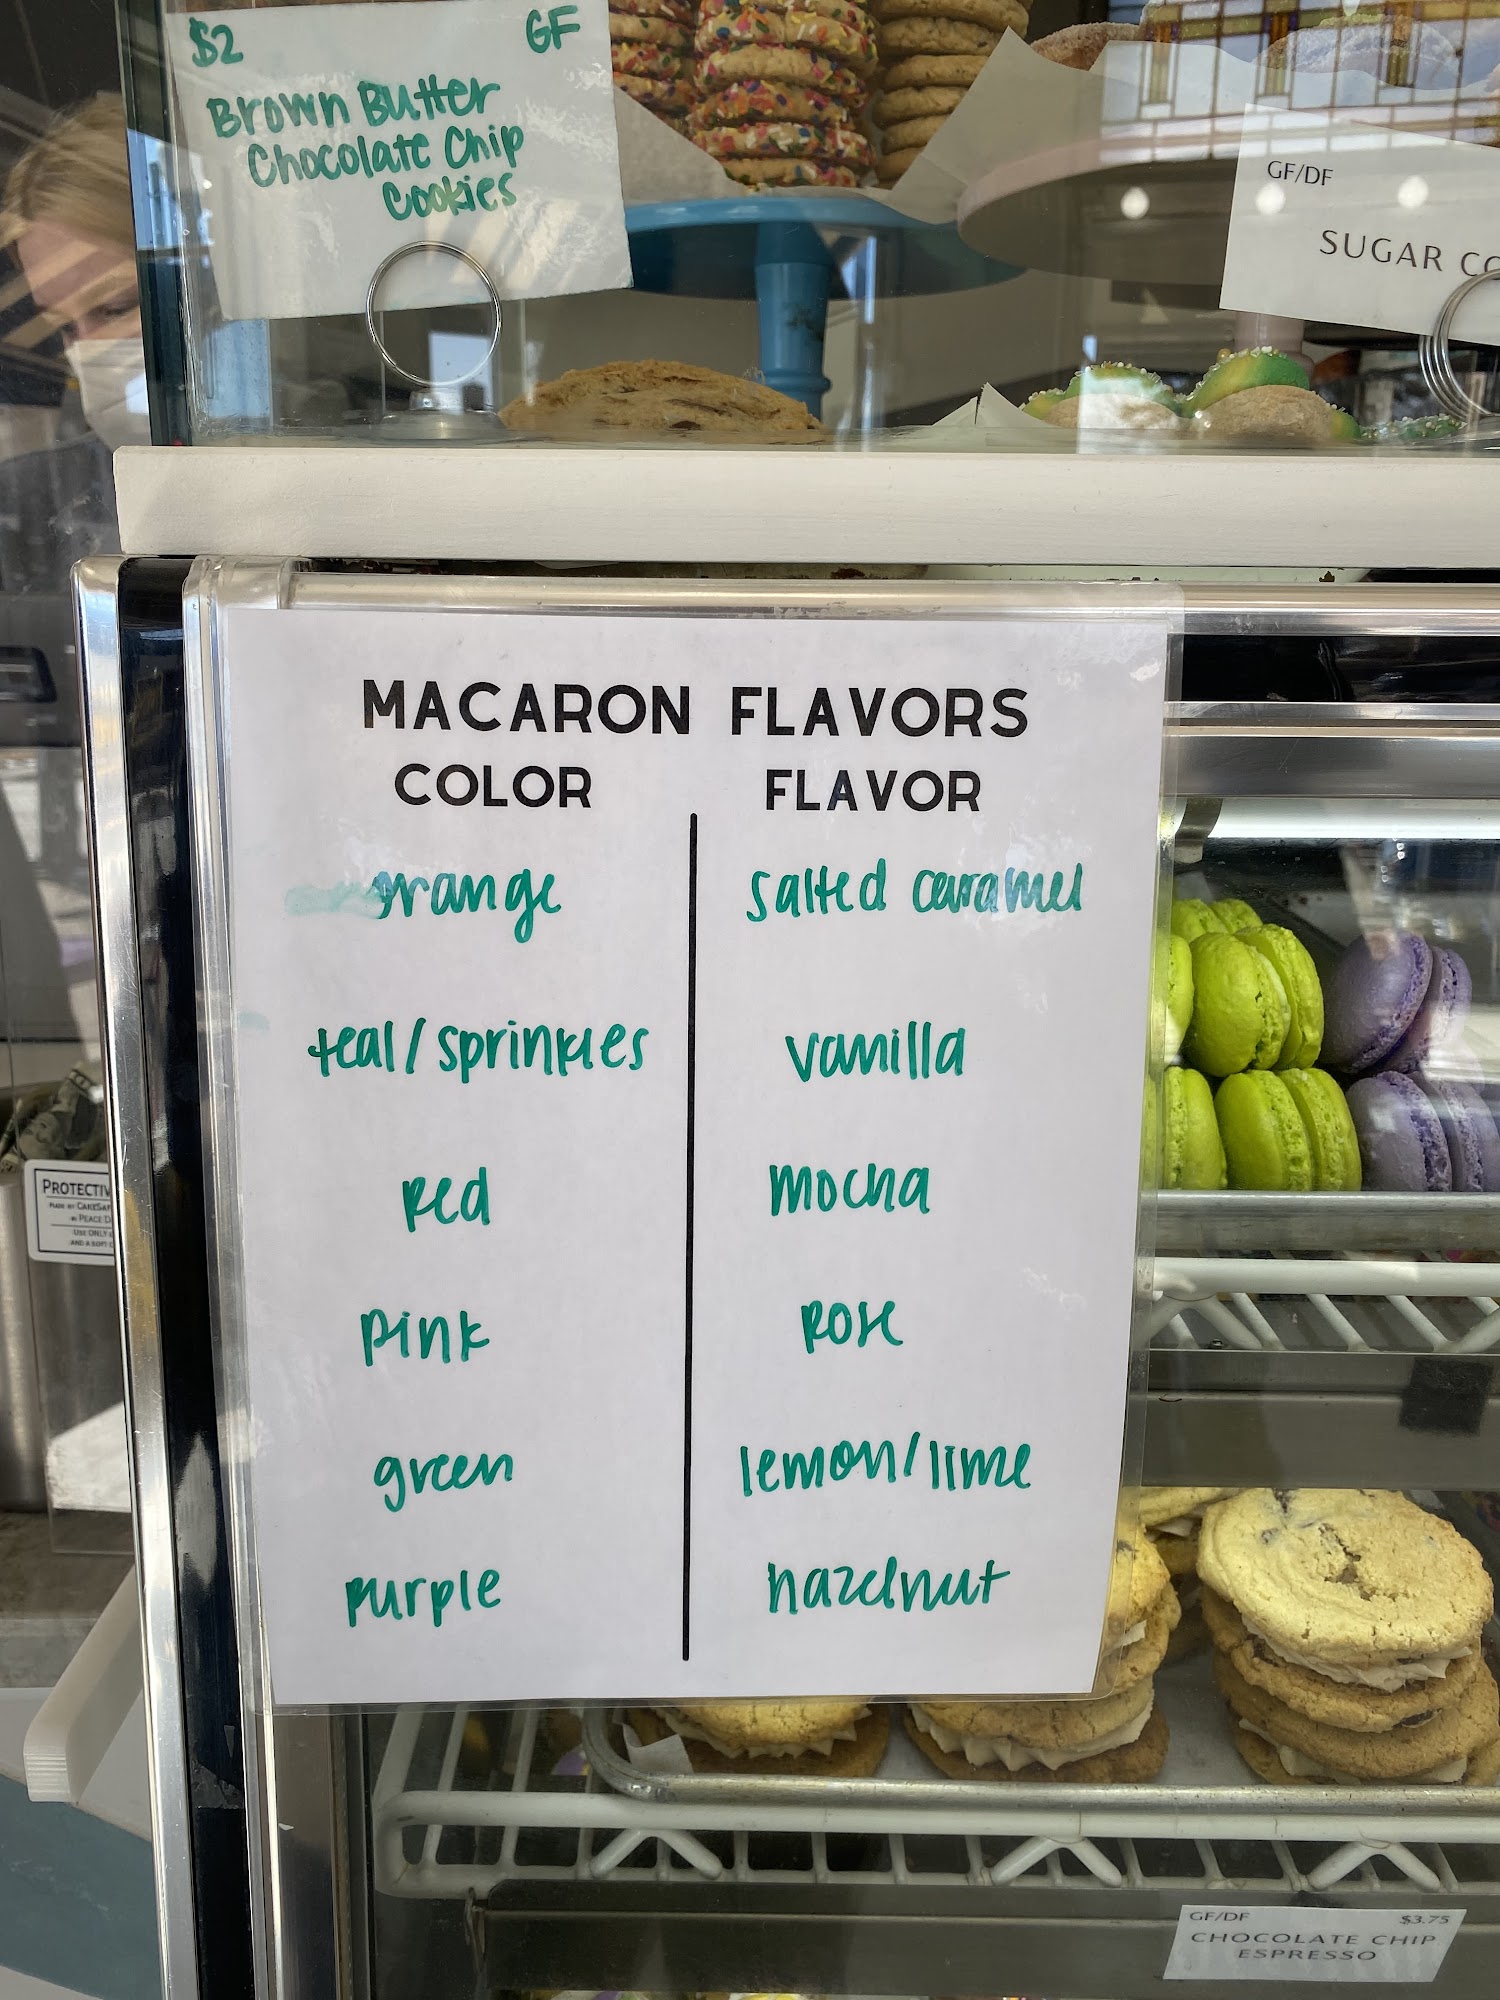 $2 GF
Brown Butter
Chocolate Chip
Cookies
GF/DF
SUGAR
MACARON FLAVORS
COLOR FLAVOR
orange salted caramel
teal/sprinkles vanilla
red mocha
pink rose
green lemon/lime
purple hazelnut
GF/DF $3.75
CHOCOLATE CHIP
ESPRESSO